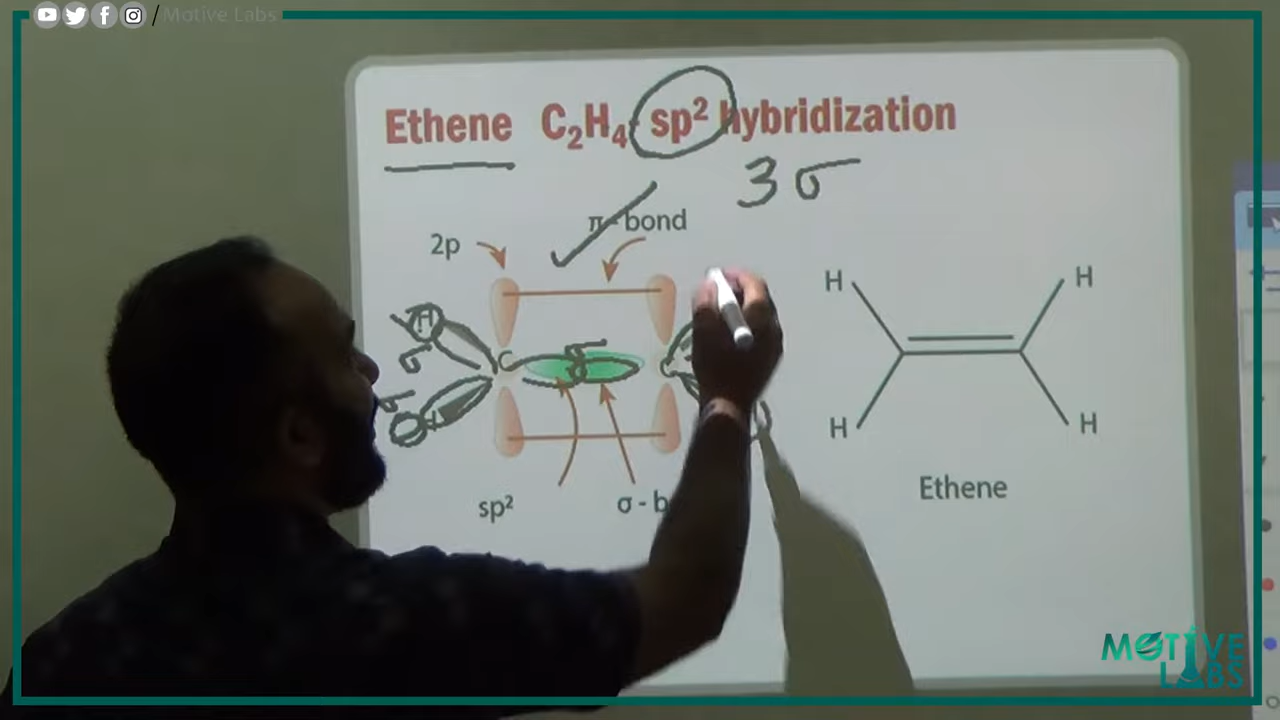 / Motive Labs
Ethene C₂H₄ sp² hybridization
3σ
π - bond
2p
H
σ
C
σ
σ
sp²
σ - b
H
H
H
H
Ethene
MOTIVE
LABS